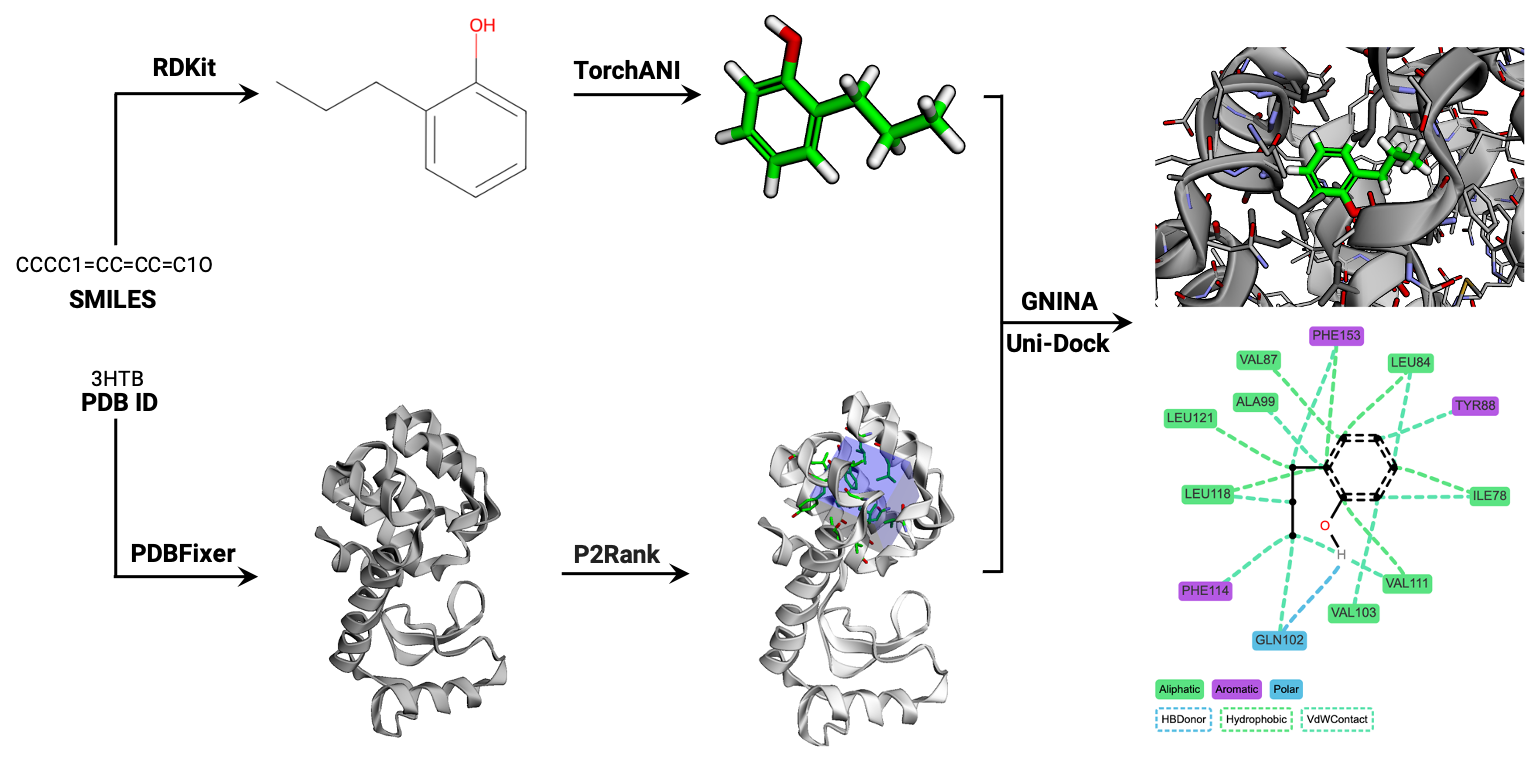 OH
RDKit
TorchANI
CCCC1=CC=CC=C1O
SMILES
GNINA
Uni-Dock
3HTB
PDB ID
PDBFixer
P2Rank
PHE153
VAL87
LEU84
ALA99
TYR88
LEU121
LEU118
ILE78
O
H
PHE114
VAL111
VAL103
GLN102
Aliphatic
Aromatic
Polar
HBDonor
Hydrophobic
VdWContact